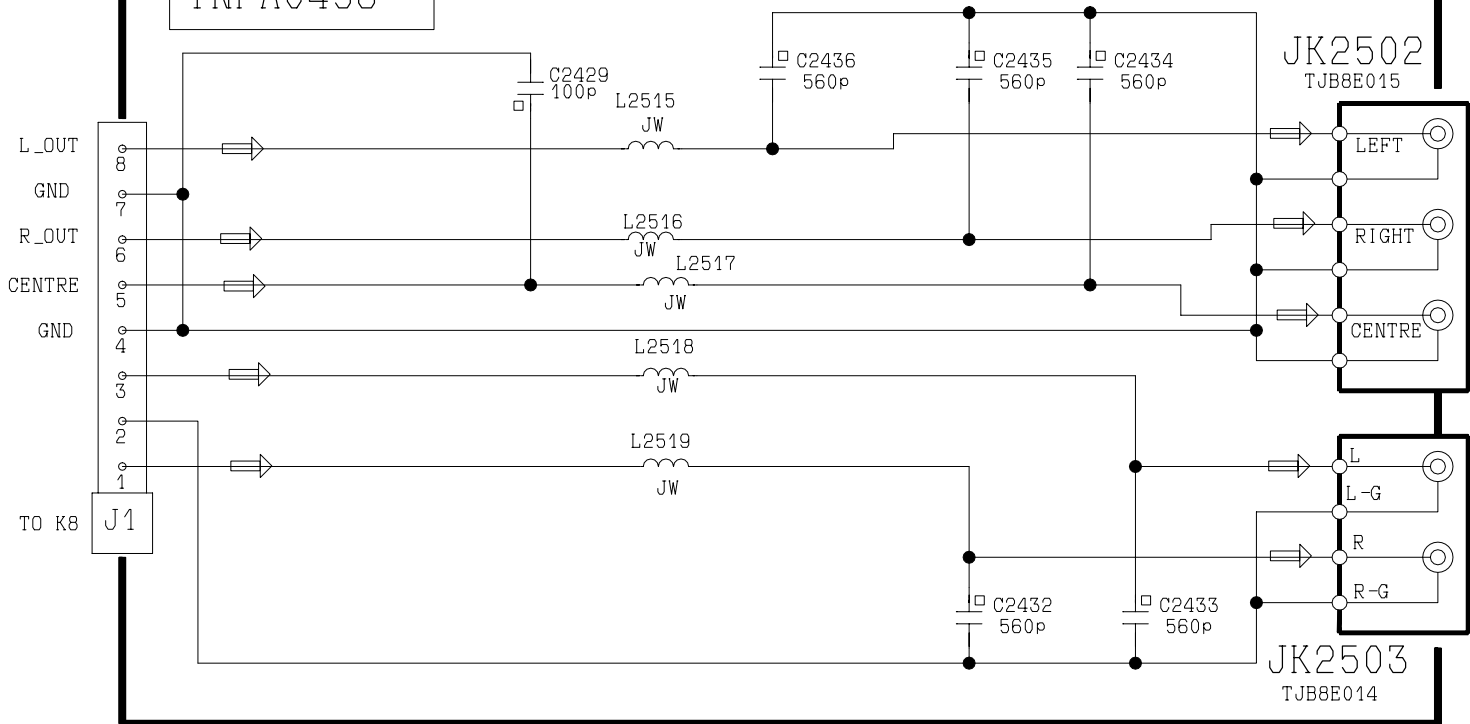 JK2502
TJB8E015
C2436
560p
C2435
560p
C2434
560p
C2429
100p
L2515
JW
L_OUT
8
LEFT
GND
7
L2516
JW
R_OUT
6
RIGHT
L2517
JW
CENTRE
5
CENTRE
GND
4
L2518
JW
3
2
L2519
JW
1
L
L-G
TO K8
J1
R
R-G
C2432
560p
C2433
560p
JK2503
TJB8E014